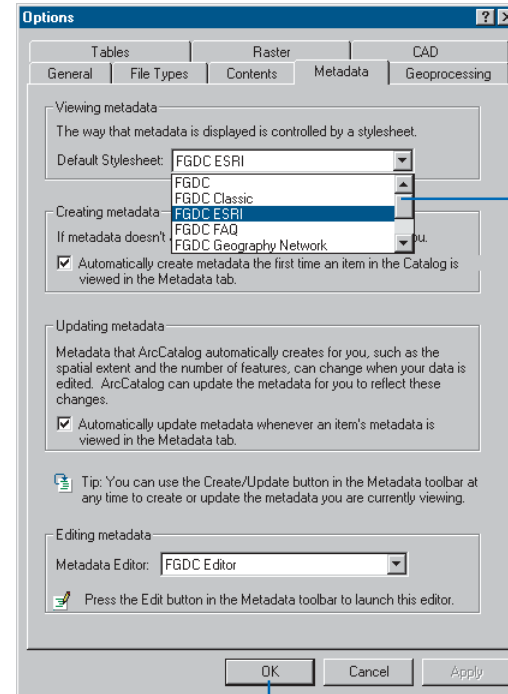 Options
Tables Raster CAD
General File Types Contents Metadata Geoprocessing
Viewing metadata
The way that metadata is displayed is controlled by a stylesheet.
Default Stylesheet: FGDC ESRI
FGDC
FGDC Classic
FGDC ESRI
FGDC FAQ
FGDC Geography Network
Creating metadata
If metadata doesn't
Automatically create metadata the first time an item in the Catalog is
viewed in the Metadata tab.
Updating metadata
Metadata that ArcCatalog automatically creates for you, such as the
spatial extent and the number of features, can change when your data is
edited. ArcCatalog can update the metadata for you to reflect these
changes.
Automatically update metadata whenever an item's metadata is
viewed in the Metadata tab.
Tip: You can use the Create/Update button in the Metadata toolbar at
any time to create or update the metadata you are currently viewing.
Editing metadata
Metadata Editor: FGDC Editor
Press the Edit button in the Metadata toolbar to launch this editor.
OK Cancel Apply